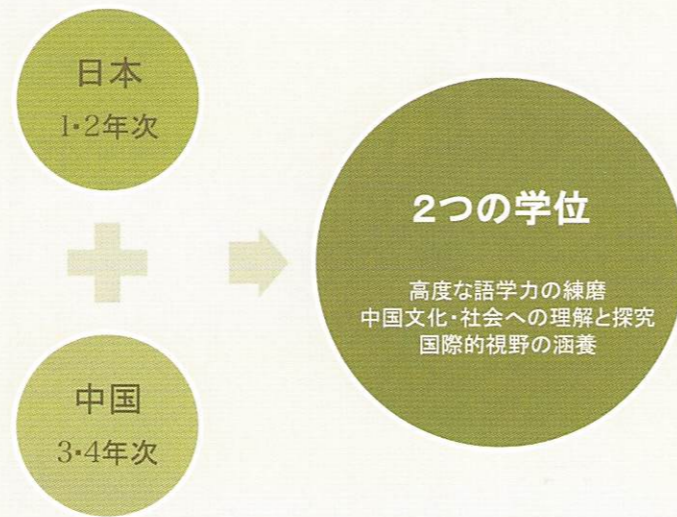 日本
1・2年次
中国
3・4年次
2つの学位
高度な語学力の練磨
中国文化・社会への理解と探究
国際的視野の涵養